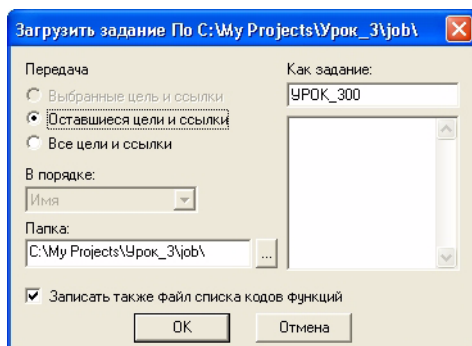 Загрузить задание По C:\My Projects\Урок_3\job\
Передача
Выбранные цель и ссылки
Оставшиеся цели и ссылки
Все цели и ссылки
В порядке:
Имя
Папка:
C:\My Projects\Урок_3\job\
...
Как задание:
УРОК_300
Записать также файл списка кодов функций
OK
Отмена